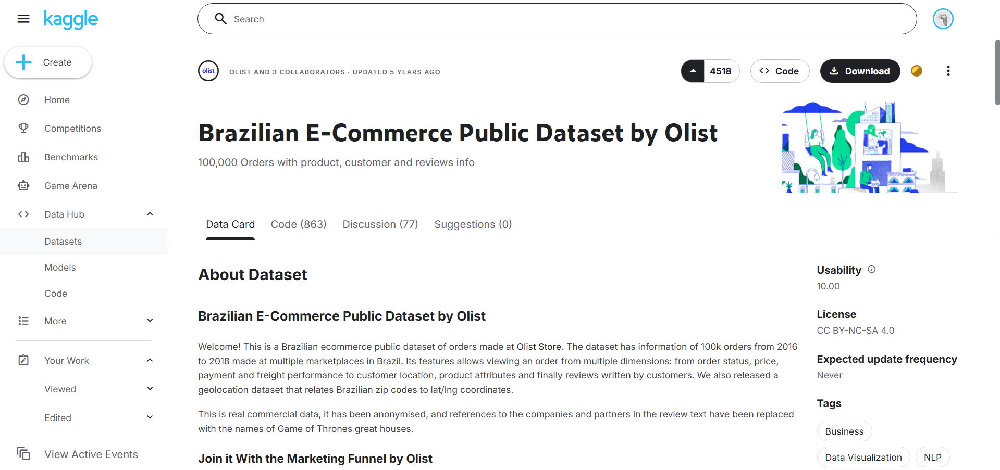 kaggle
Search
Create
Home
Competitions
Benchmarks
Game Arena
Data Hub
Datasets
Models
Code
More
Your Work
Viewed
Edited
View Active Events
olist
OLIST AND 3 COLLABORATORS · UPDATED 5 YEARS AGO
4518
Code
Download
Brazilian E-Commerce Public Dataset by Olist
100,000 Orders with product, customer and reviews info
Data Card
Code (863)
Discussion (77)
Suggestions (0)
About Dataset
Brazilian E-Commerce Public Dataset by Olist
Welcome! This is a Brazilian ecommerce public dataset of orders made at Olist Store. The dataset has information of 100k orders from 2016
to 2018 made at multiple marketplaces in Brazil. Its features allows viewing an order from multiple dimensions: from order status, price,
payment and freight performance to customer location, product attributes and finally reviews written by customers. We also released a
geolocation dataset that relates Brazilian zip codes to lat/lng coordinates.
This is real commercial data, it has been anonymised, and references to the companies and partners in the review text have been replaced
with the names of Game of Thrones great houses.
Join it With the Marketing Funnel by Olist
Usability
10.00
License
CC BY-NC-SA 4.0
Expected update frequency
Never
Tags
Business
Data Visualization
NLP